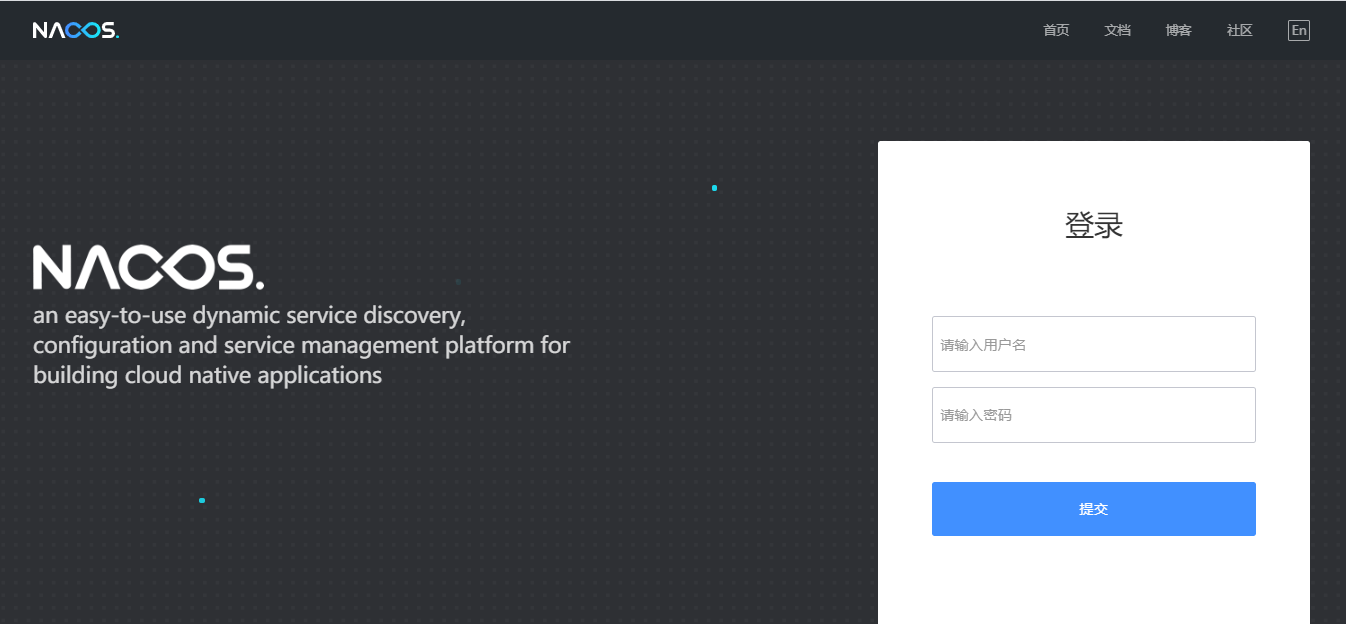 NACOS.
首页 文档 博客 社区 En
NACOS.
an easy-to-use dynamic service discovery,
configuration and service management platform for
building cloud native applications
登录
请输入用户名
请输入密码
提交